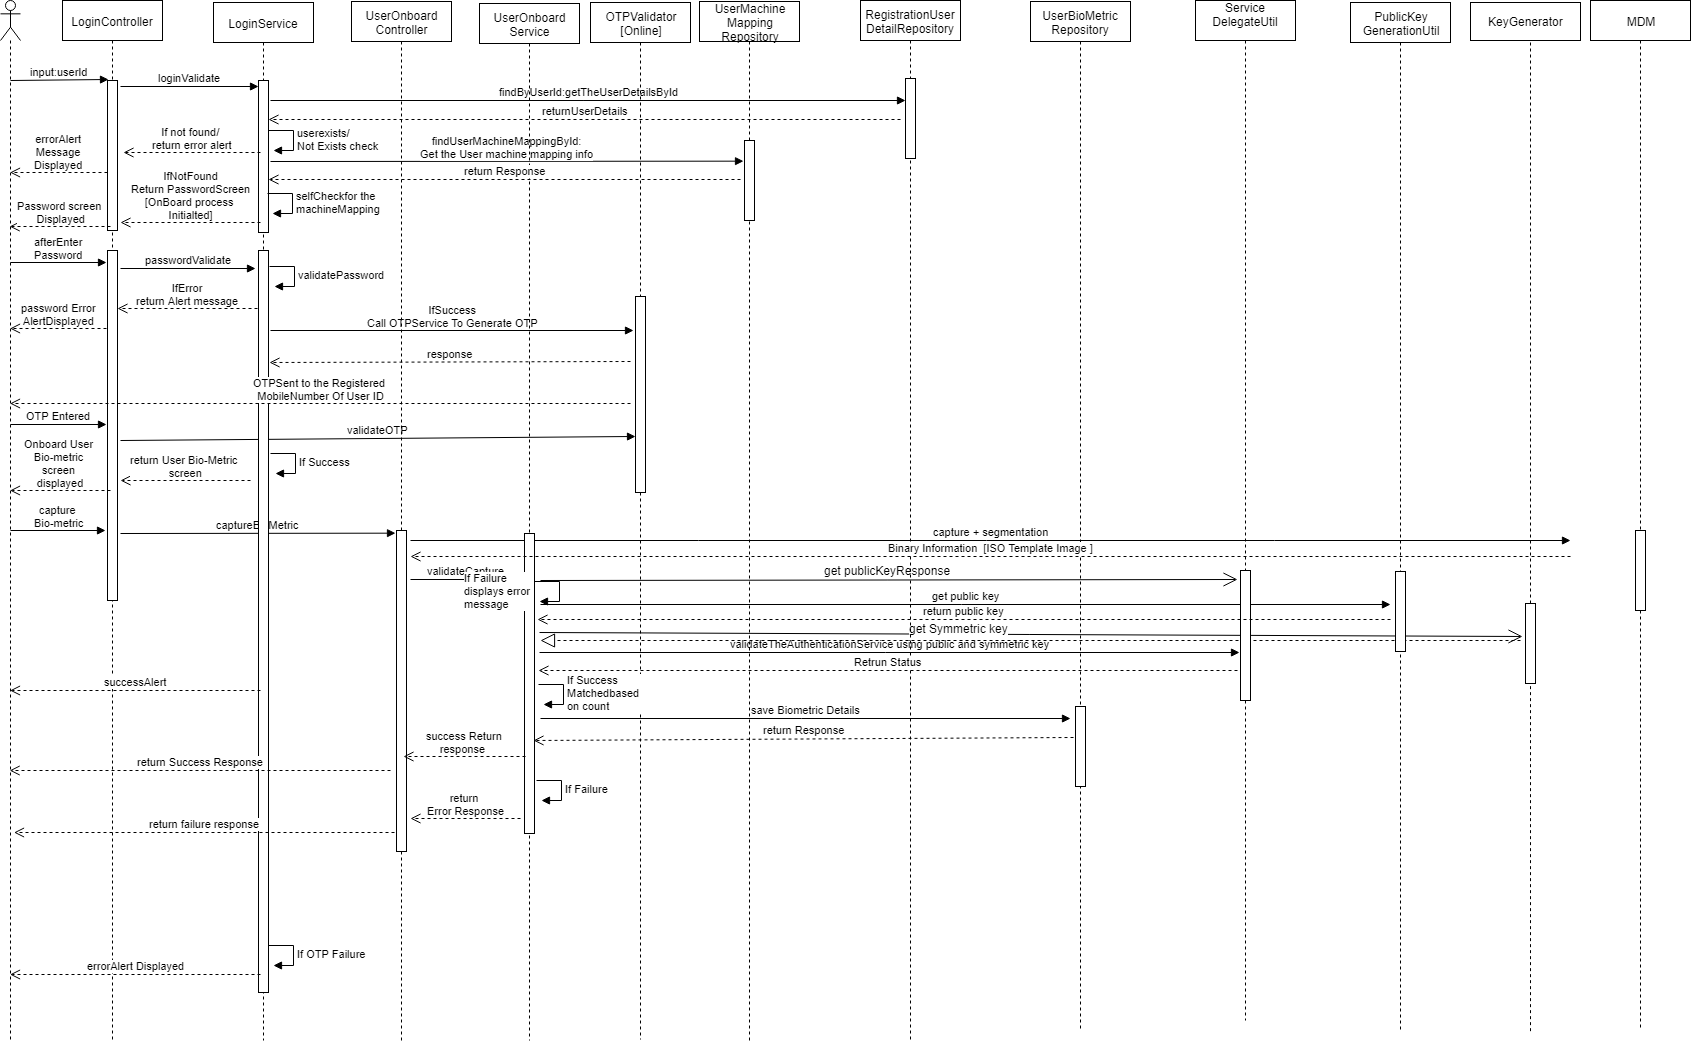 LoginController
LoginService
UserOnboard
Controller
UserOnboard
Service
OTPValidator
[Online]
UserMachine
Mapping
Repository
RegistrationUser
DetailRepository
UserBioMetric
Repository
Service
DelegateUtil
PublicKey
GenerationUtil
KeyGenerator
MDM
input:userId
loginValidate
findByUserId:getTheUserDetailsById
returnUserDetails
errorAlert
Message
Displayed
If not found/
return error alert
userexists/
Not Exists check
findUserMachineMappingById:
Get the User machine mapping info
return Response
IfNotFound
Return PasswordScreen
[OnBoard process
Initialted]
selfCheckfor the
machineMapping
Password screen
Displayed
afterEnter
Password
passwordValidate
validatePassword
IfError
return Alert message
password Error
AlertDisplayed
IfSuccess
Call OTPService To Generate OTP
response
OTPSent to the Registered
MobileNumber Of User ID
OTP Entered
validateOTP
Onboard User
Bio-metric
screen
displayed
return User Bio-Metric
screen
If Success
capture
Bio-metric
Metric
capture + segmentation
Binary Information [ISO Template Image ]
validateCapture
If Failure
displays error
message
get publicKeyResponse
get public key
return public key
get Symmetric key
validateTheAuthenticationService using public and symmetric key
Retrun Status
successAlert
If Success
Matchedbased
on count
save Biometric Details
return Response
success Return
response
return Success Response
If Failure
return
Error Response
return failure response
If OTP Failure
errorAlert Displayed